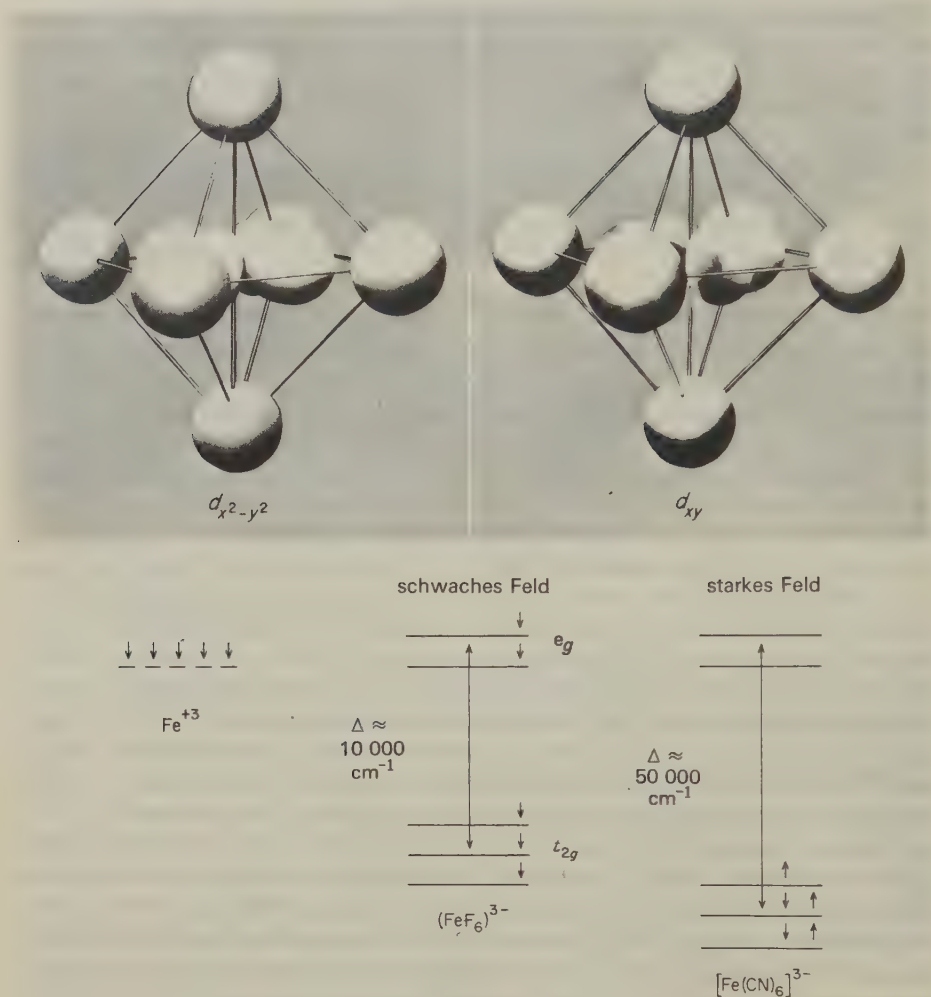 d_{x²-y²}
d_{xy}
schwaches Feld
starkes Feld
e_g
Fe⁺³
Δ ≈
10 000
cm⁻¹
Δ ≈
50 000
cm⁻¹
t_{2g}
(FeF₆)³⁻
[Fe(CN)₆]³⁻